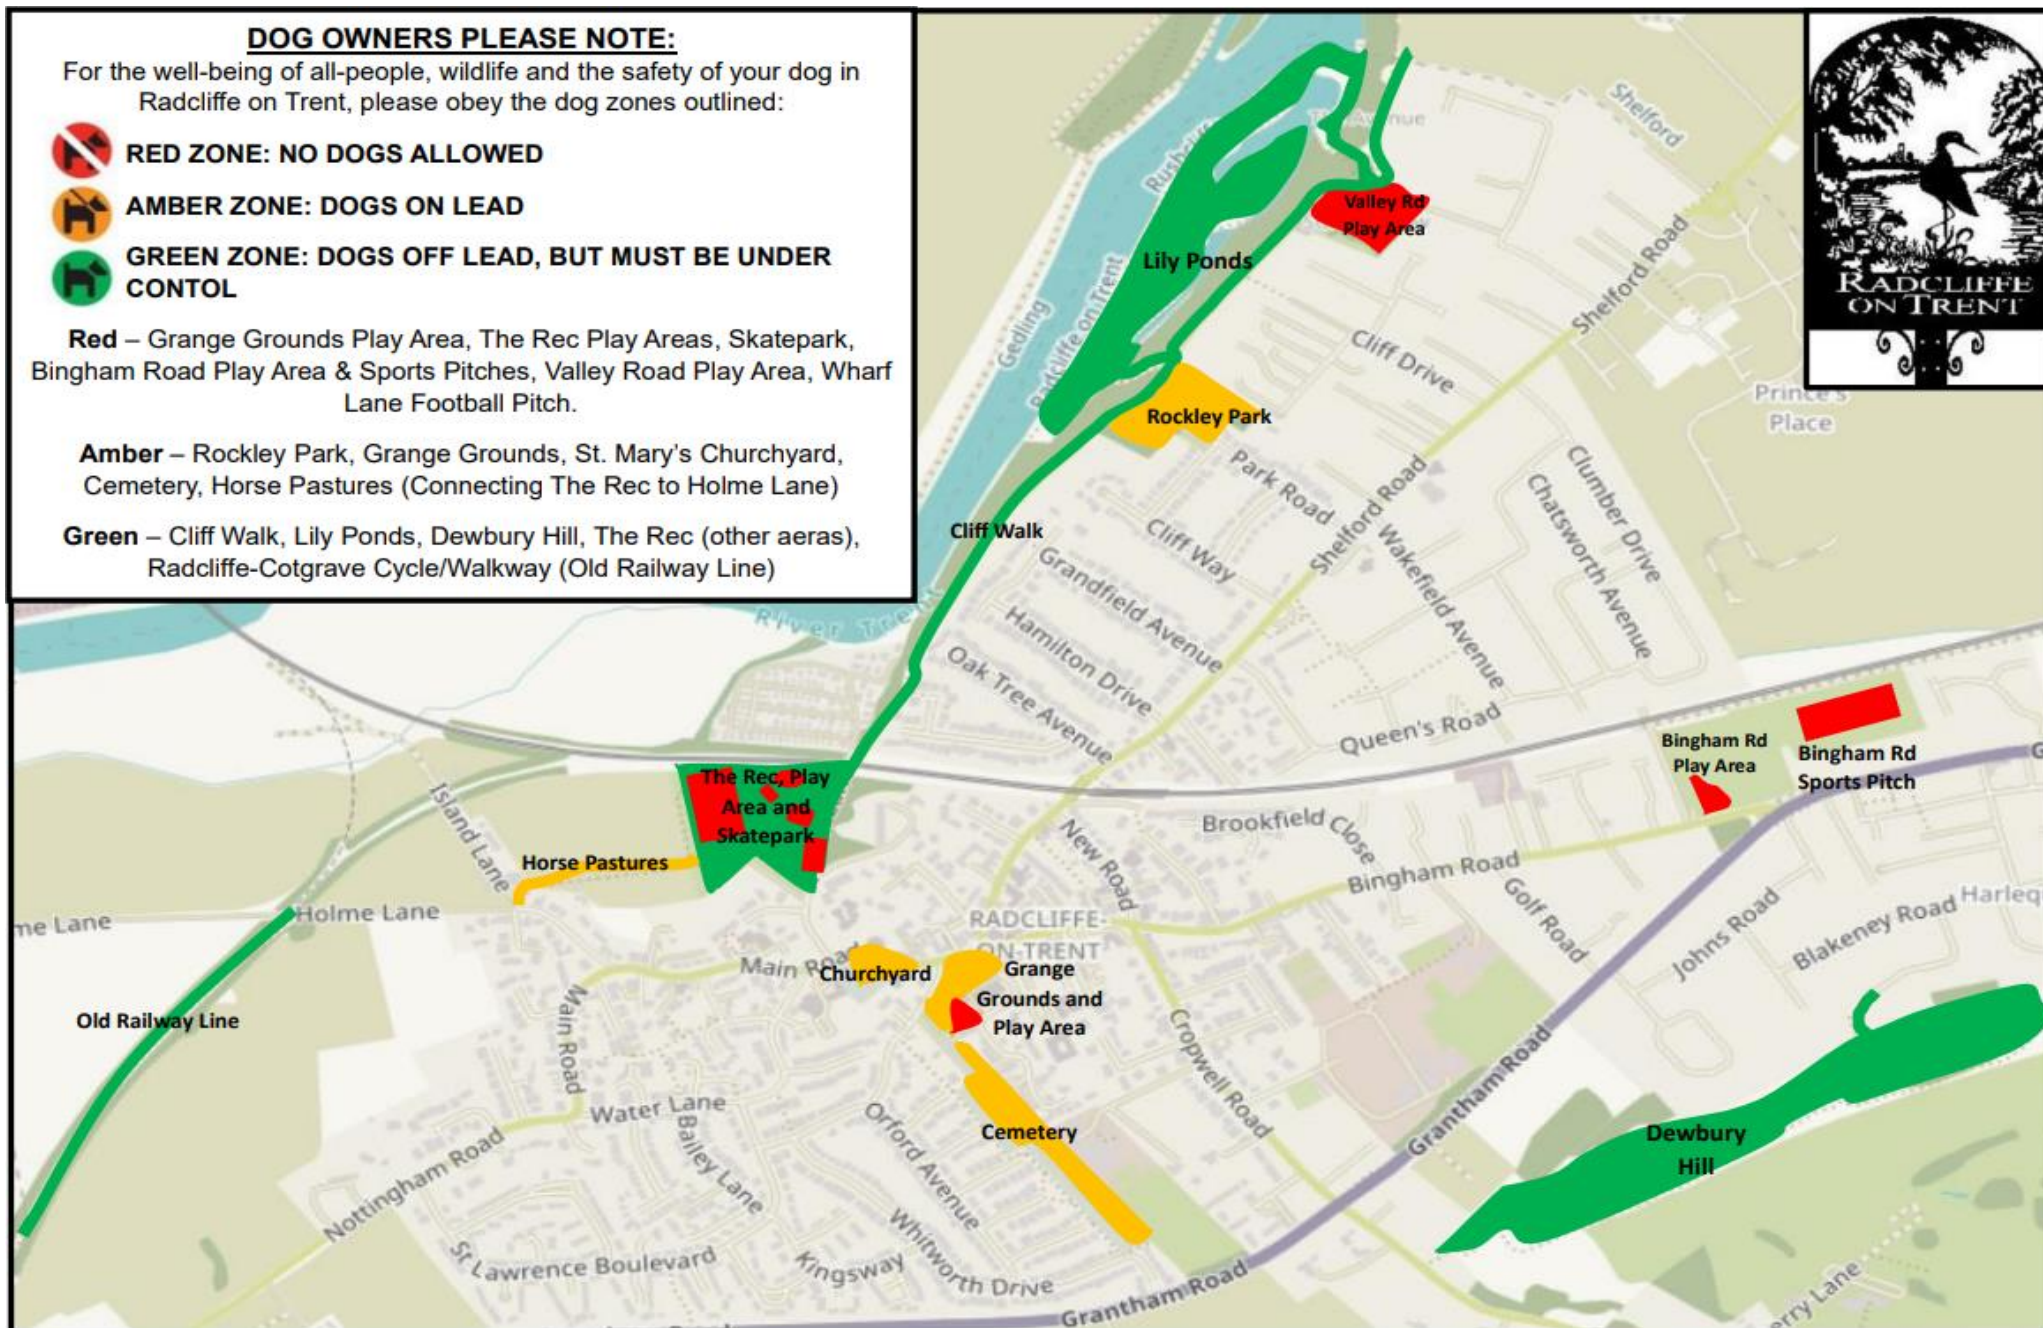 DOG OWNERS PLEASE NOTE:
For the well-being of all-people, wildlife and the safety of your dog in
Radcliffe on Trent, please obey the dog zones outlined:
RED ZONE: NO DOGS ALLOWED
AMBER ZONE: DOGS ON LEAD
GREEN ZONE: DOGS OFF LEAD, BUT MUST BE UNDER
CONTOL
Red – Grange Grounds Play Area, The Rec Play Areas, Skatepark,
Bingham Road Play Area & Sports Pitches, Valley Road Play Area, Wharf
Lane Football Pitch.
Amber – Rockley Park, Grange Grounds, St. Mary's Churchyard,
Cemetery, Horse Pastures (Connecting The Rec to Holme Lane)
Green – Cliff Walk, Lily Ponds, Dewbury Hill, The Rec (other aeras),
Radcliffe-Cotgrave Cycle/Walkway (Old Railway Line)
RADCLIFFE
ON TRENT
Shelford
Avenue
Valley Rd
Play Area
Lily Ponds
Gedling
Radcliffe on Trent
Shelford Road
Cliff Drive
Prince's
Place
Rockley Park
Park Road
Shelford Road
Clumber Drive
Chatsworth Avenue
Wakefield Avenue
Cliff Walk
Cliff Way
Grandfield Avenue
Hamilton Drive
Oak Tree Avenue
River Trent
Queen's Road
Bingham Rd
Play Area
Bingham Rd
Sports Pitch
The Rec, Play
Area and
Skatepark
Island Lane
Horse Pastures
New Road
Brookfield Close
Bingham Road
Golf Road
Johns Road
Blakeney Road
Harleq
me Lane
Holme Lane
RADCLIFFE-
ON-TRENT
Main Road
Churchyard
Grange
Grounds and
Play Area
Old Railway Line
Main Road
Cropwell Road
Grantham Road
Water Lane
Bailey Lane
Orford Avenue
Cemetery
Dewbury
Hill
Nottingham Road
St Lawrence Boulevard
Kingsway
Whitworth Drive
Grantham Road
erry Lane